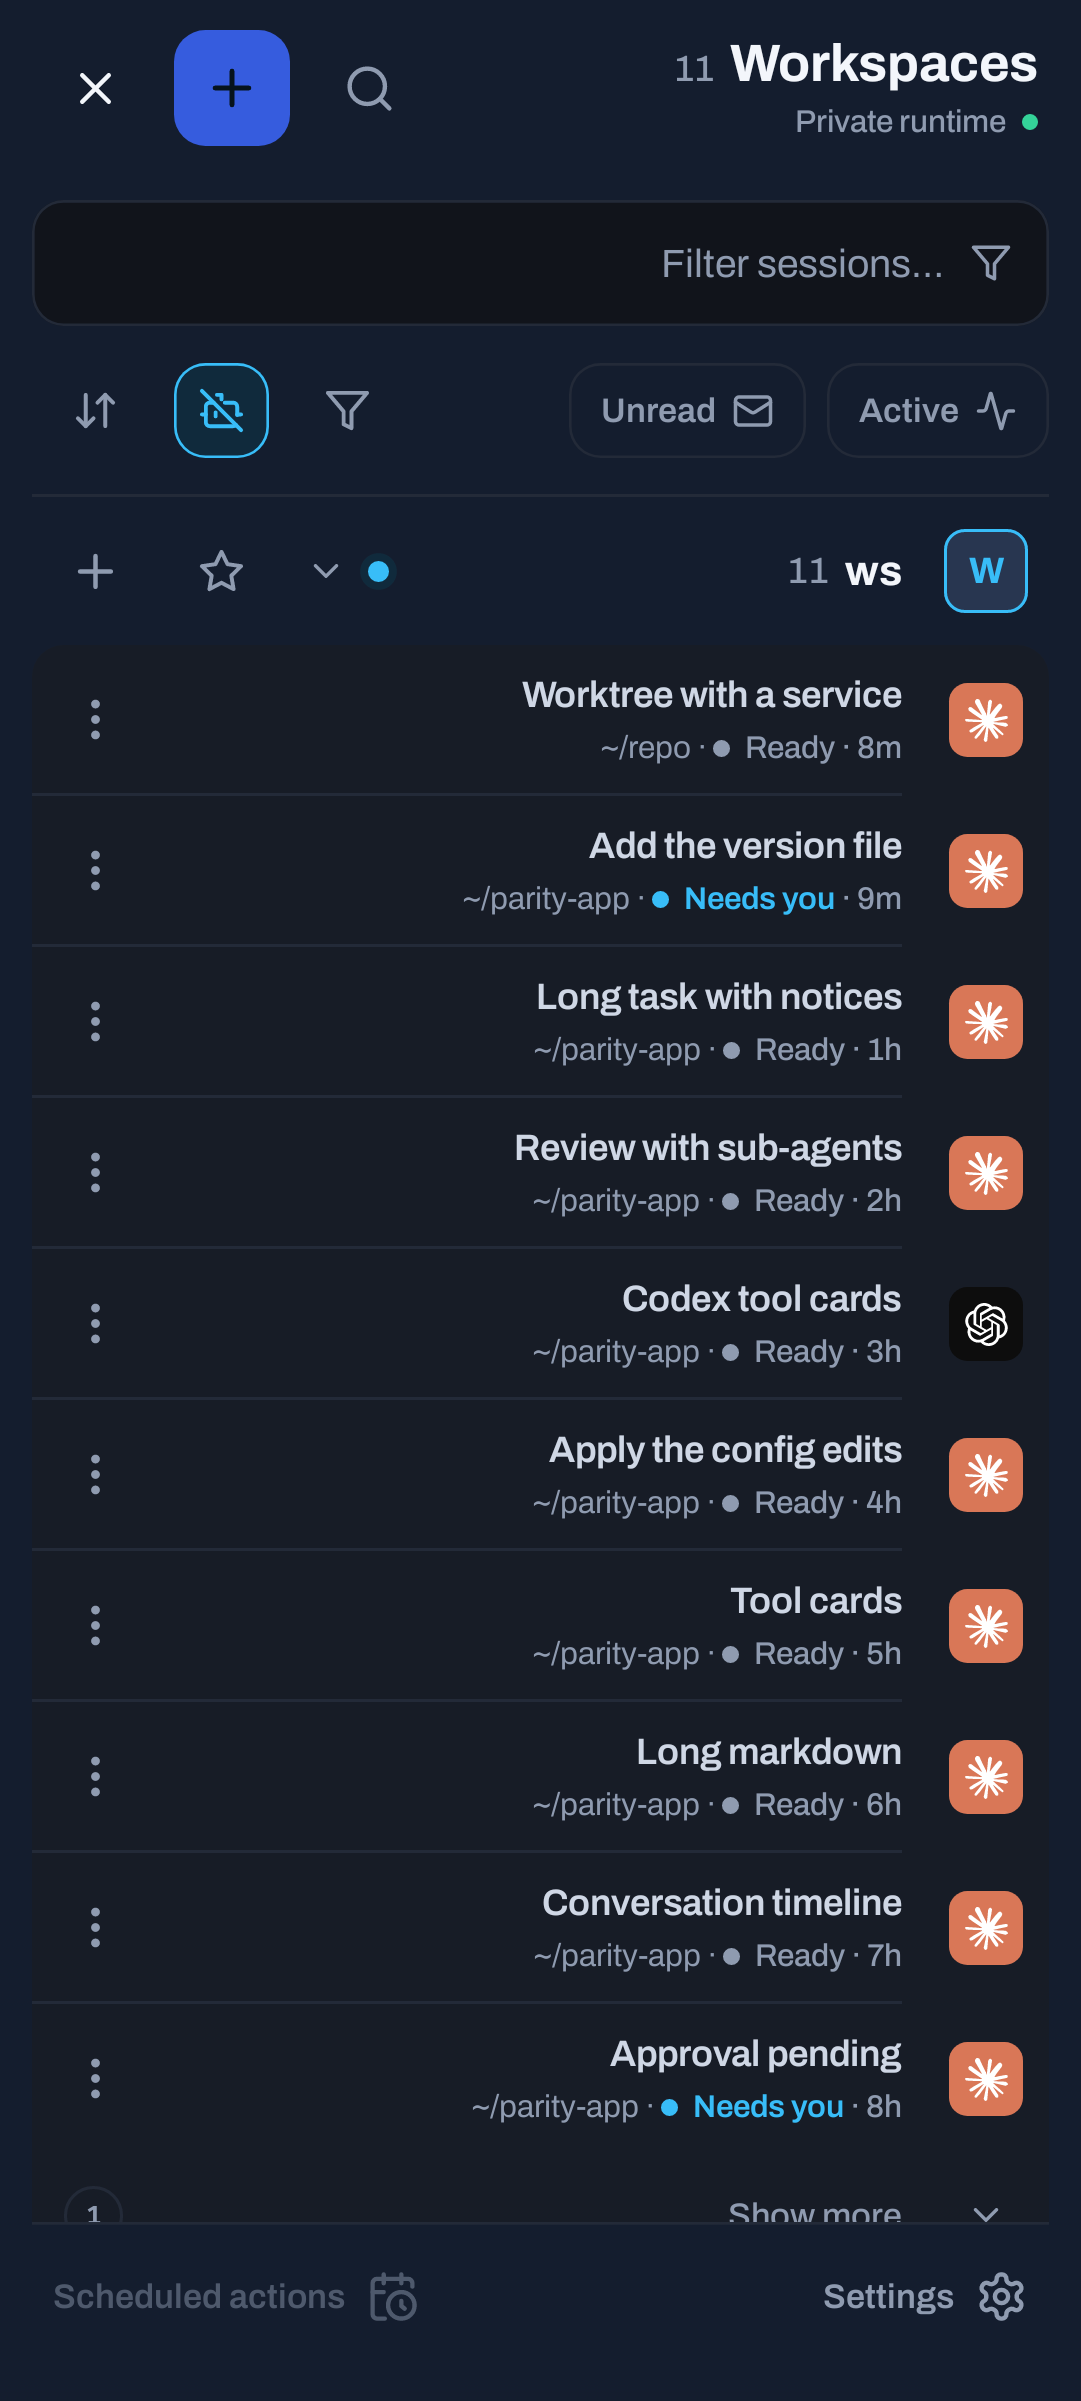 11 Workspaces
Private runtime
Filter sessions...
Unread
Active
11 ws
W
Worktree with a service
~/repo · Ready · 8m
Add the version file
~/parity-app · Needs you · 9m
Long task with notices
~/parity-app · Ready · 1h
Review with sub-agents
~/parity-app · Ready · 2h
Codex tool cards
~/parity-app · Ready · 3h
Apply the config edits
~/parity-app · Ready · 4h
Tool cards
~/parity-app · Ready · 5h
Long markdown
~/parity-app · Ready · 6h
Conversation timeline
~/parity-app · Ready · 7h
Approval pending
~/parity-app · Needs you · 8h
1 Show more
Scheduled actions
Settings